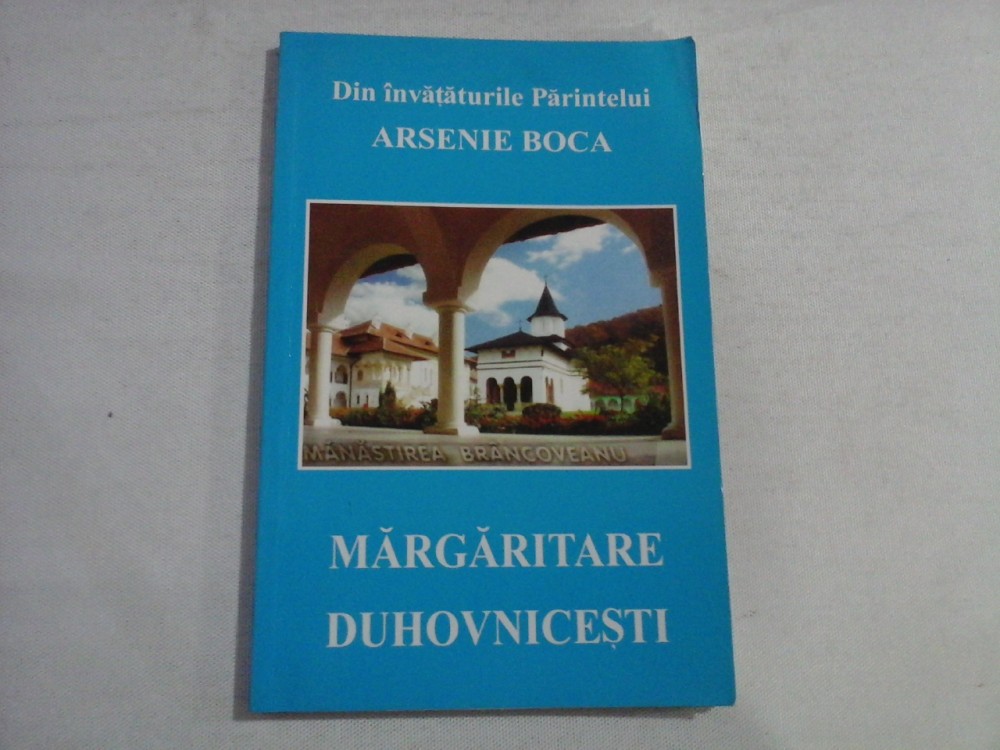 Din învățăturile Părintelui
ARSENIE BOCA
MĂNĂSTIREA BRÂNCOVEANU
MĂRGĂRITARE
DUHOVNICEȘTI